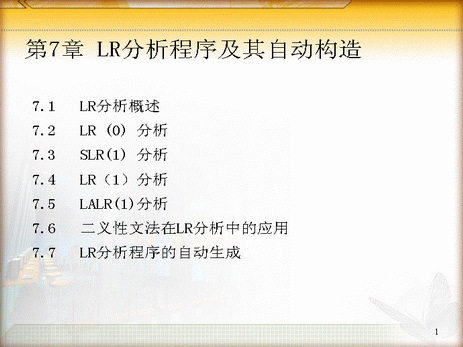 第7章 LR分析程序及其自动构造
7.1 LR分析概述
7.2 LR (0) 分析
7.3 SLR(1) 分析
7.4 LR（1）分析
7.5 LALR(1)分析
7.6 二义性文法在LR分析中的应用
7.7 LR分析程序的自动生成
1